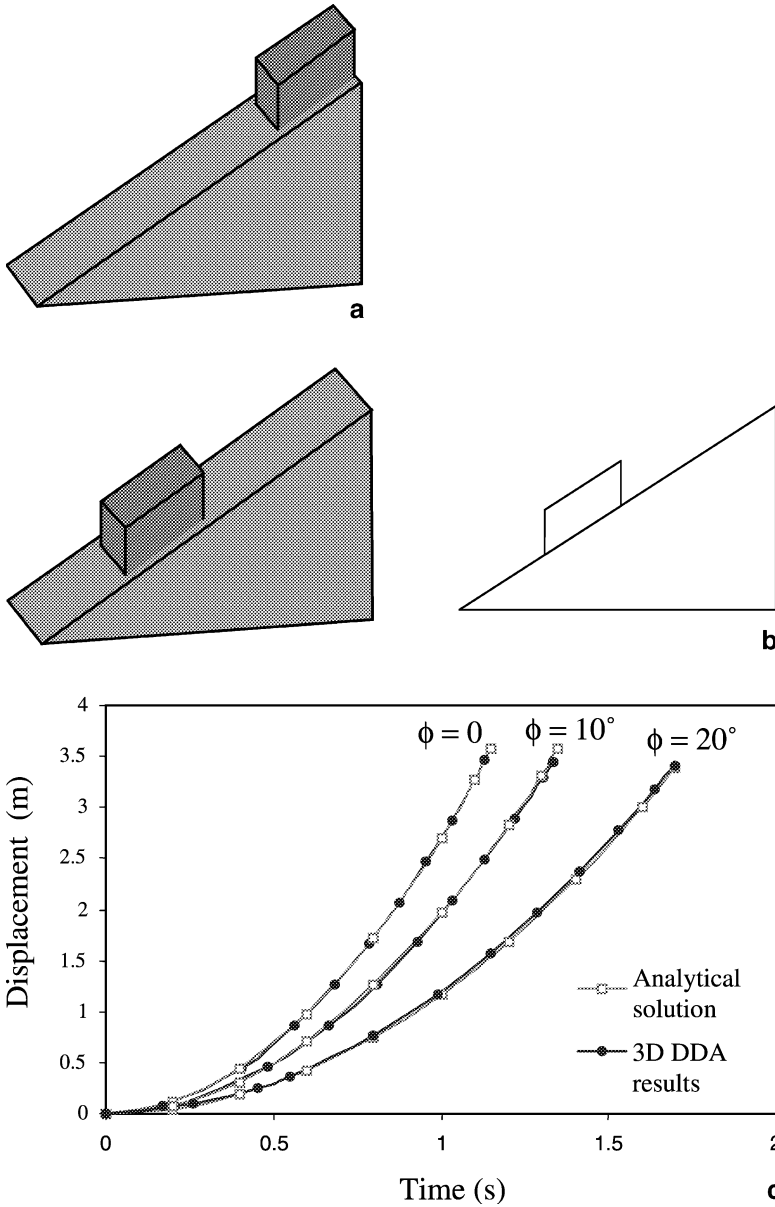 a
b
ϕ = 0
ϕ = 10°
ϕ = 20°
4
3.5
3
2.5
2
1.5
1
0.5
0
Displacement (m)
Analytical
solution
3D DDA
results
0
0.5
1
1.5
2
Time (s)
c